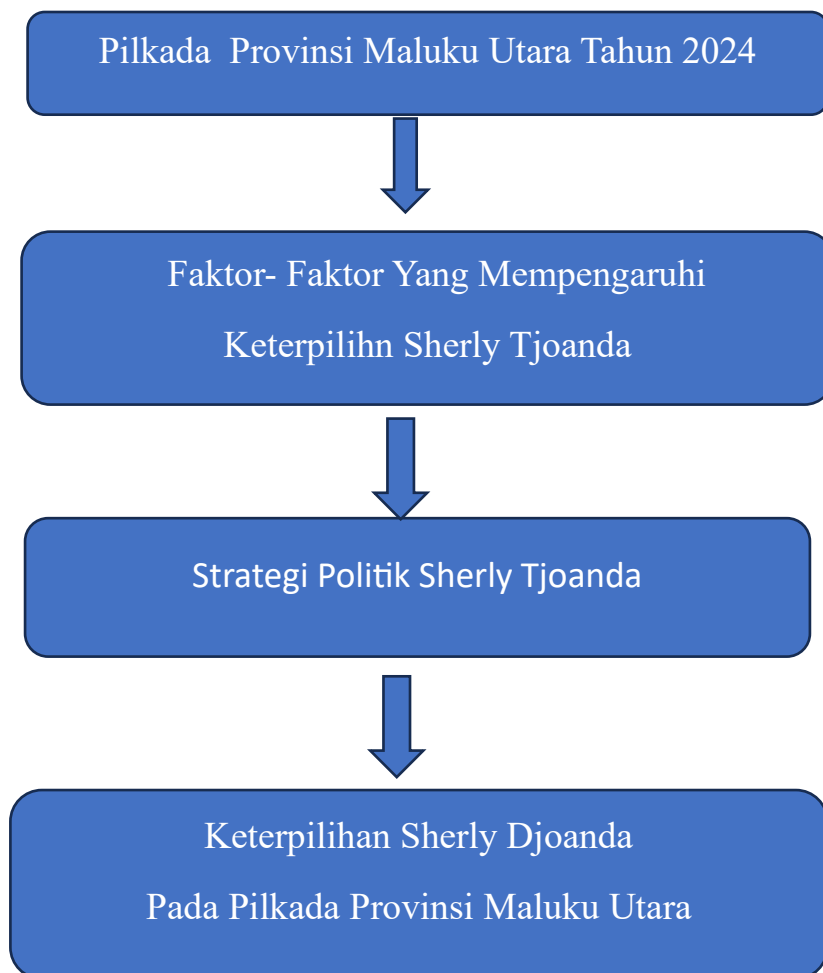 Pilkada Provinsi Maluku Utara Tahun 2024
Faktor- Faktor Yang Mempengaruhi
Keterpilihn Sherly Tjoanda
Strategi Politik Sherly Tjoanda
Keterpilihan Sherly Djoanda
Pada Pilkada Provinsi Maluku Utara